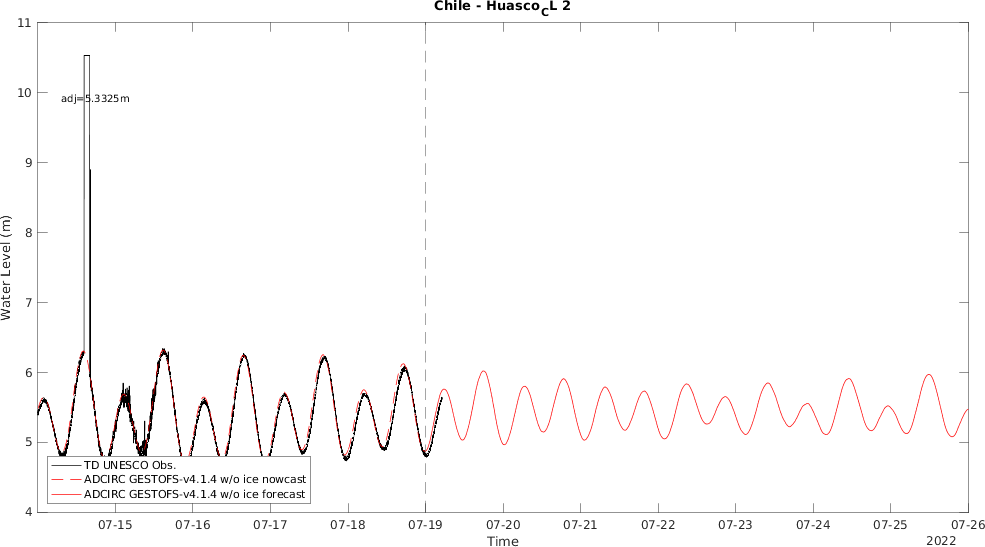 Chile - Huasco_CL 2
11
10
9
8
7
6
5
4
Water Level (m)
adj=5.3325m
TD UNESCO Obs.
ADCIRC GESTOFS-v4.1.4 w/o ice nowcast
ADCIRC GESTOFS-v4.1.4 w/o ice forecast
07-15 07-16 07-17 07-18 07-19 07-20 07-21 07-22 07-23 07-24 07-25 07-26
Time
2022